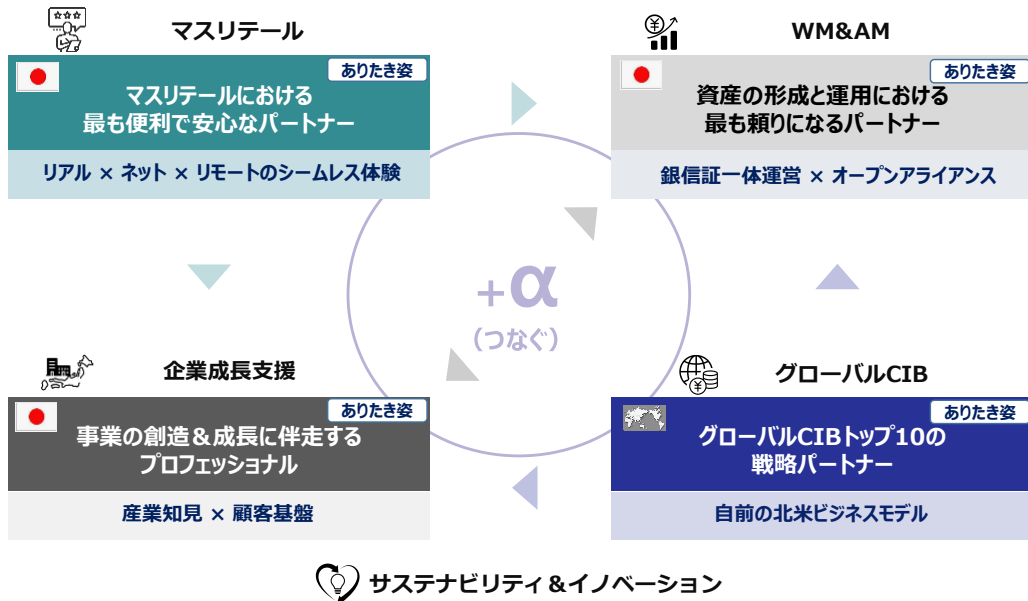 マスリテール
ありたき姿
マスリテールにおける
最も便利で安心なパートナー
リアル × ネット × リモートのシームレス体験
WM&AM
ありたき姿
資産の形成と運用における
最も頼りになるパートナー
銀信証一体運営 × オープンアライアンス
+α
(つなぐ)
企業成長支援
ありたき姿
事業の創造&成長に伴走する
プロフェッショナル
産業知見 × 顧客基盤
グローバルCIB
ありたき姿
グローバルCIBトップ10の
戦略パートナー
自前の北米ビジネスモデル
サステナビリティ&イノベーション